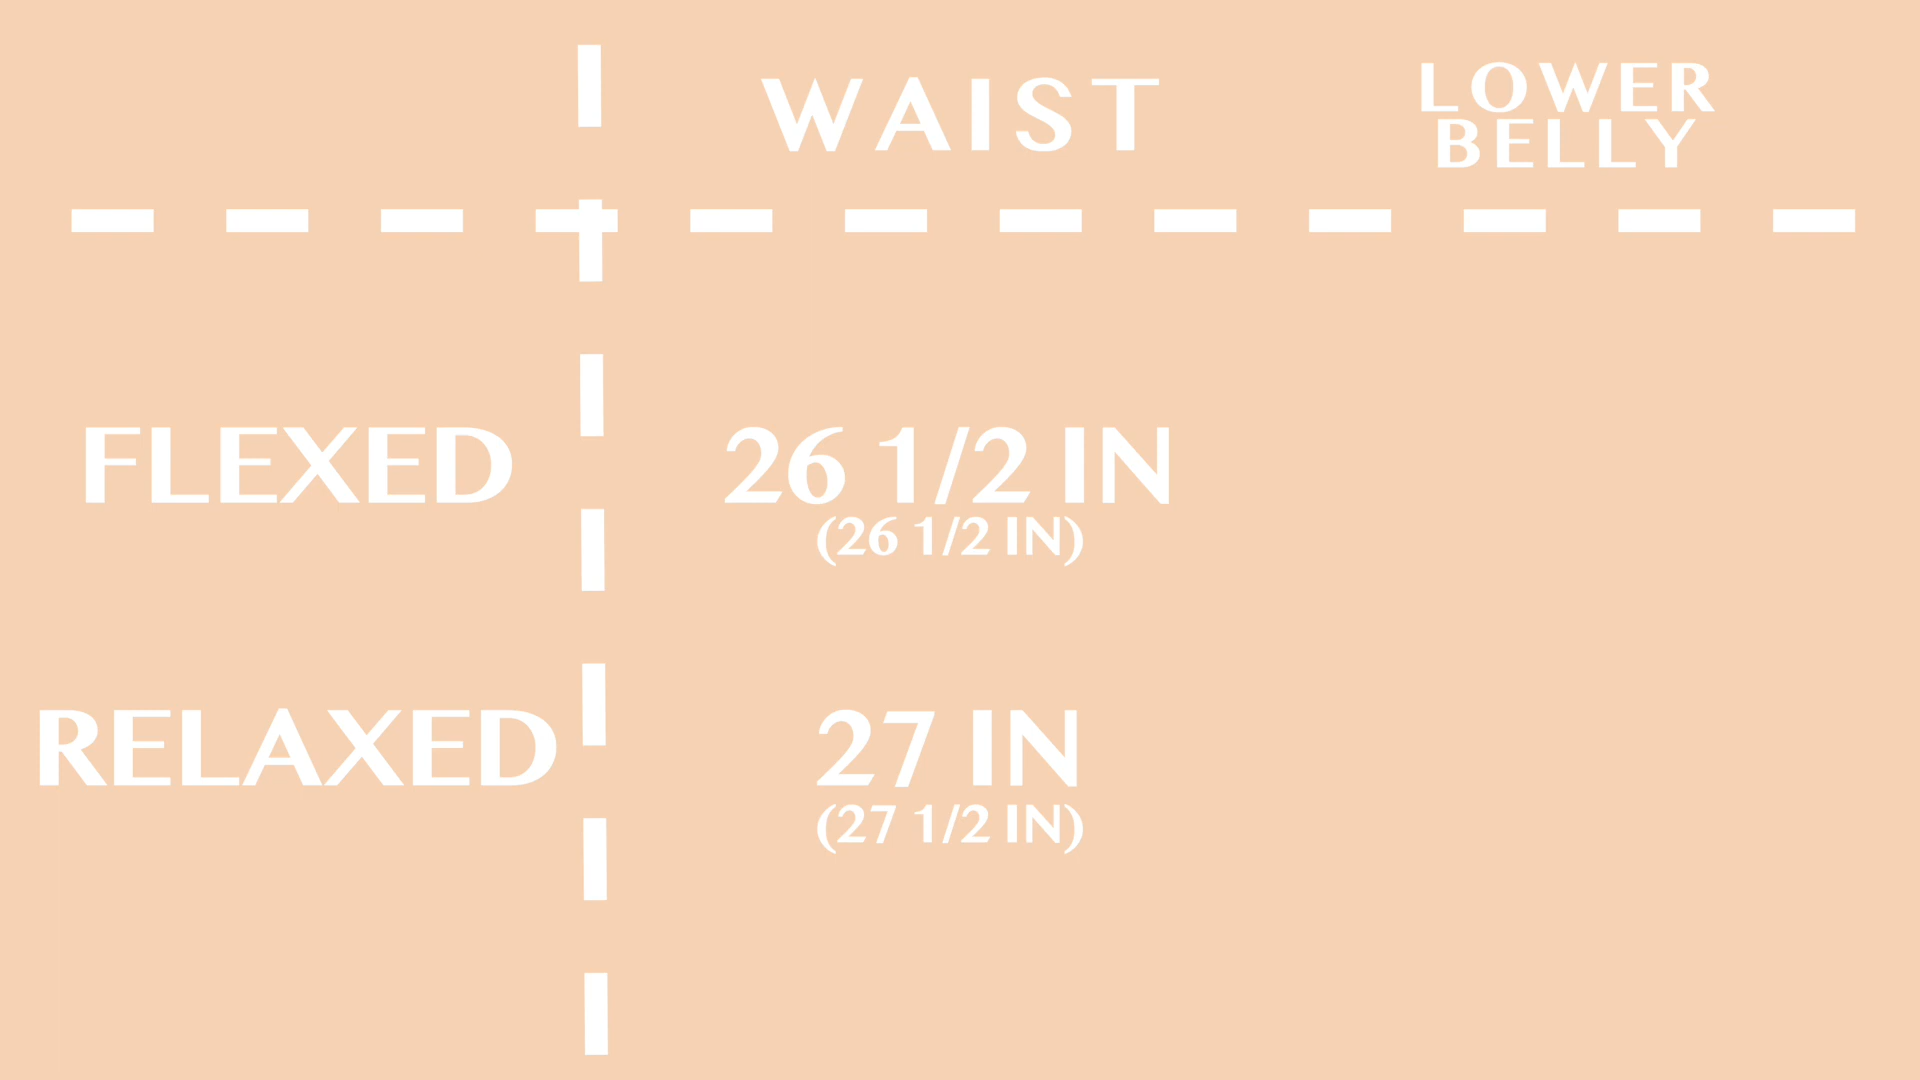 WAIST
LOWER
BELLY
FLEXED
26 1/2 IN
(26 1/2 IN)
RELAXED
27 IN
(27 1/2 IN)